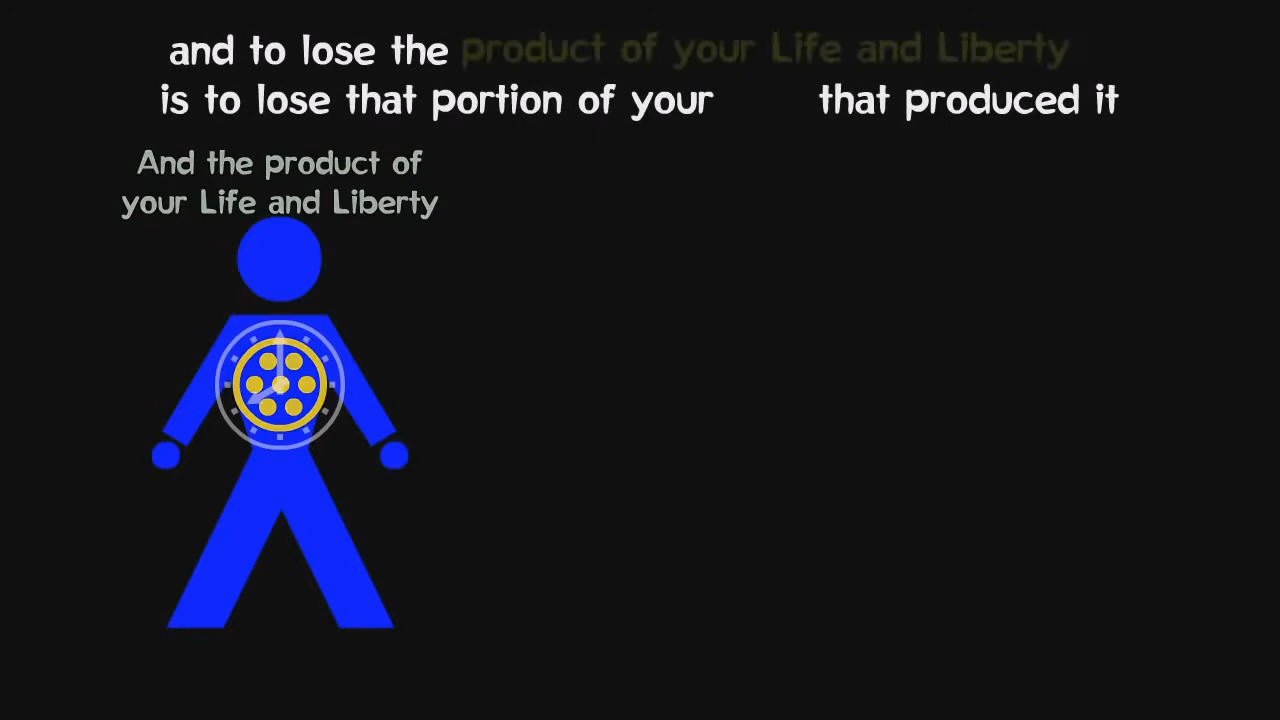 and to lose the product of your Life and Liberty
is to lose that portion of your that produced it
And the product of
your Life and Liberty